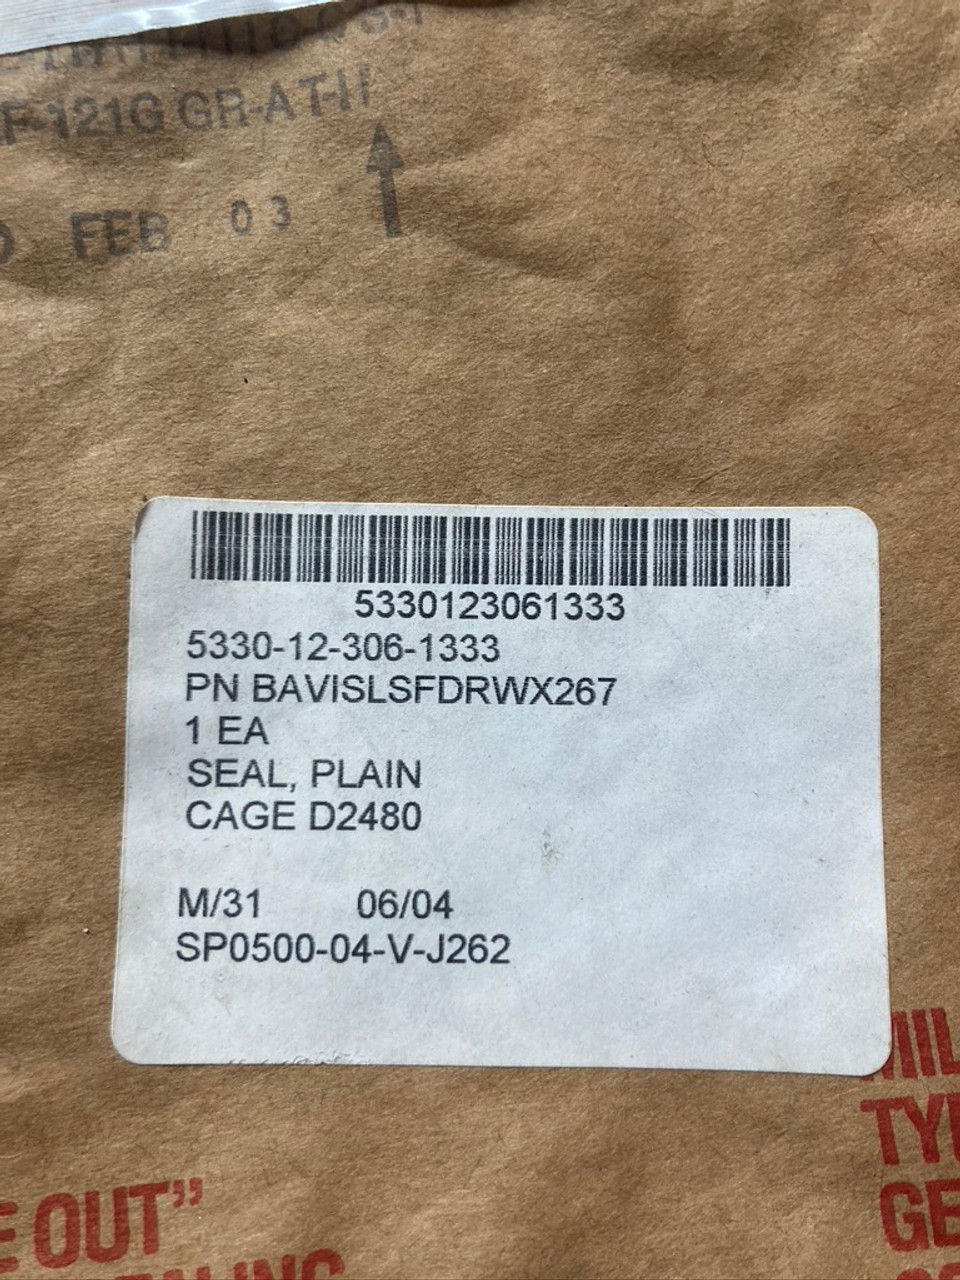 GR-AT-II
FEB 03
5330123061333
5330-12-306-1333
PN BAVISLSFDRWX267
1 EA
SEAL, PLAIN
CAGE D2480
M/31 06/04
SP0500-04-V-J262
OUT”